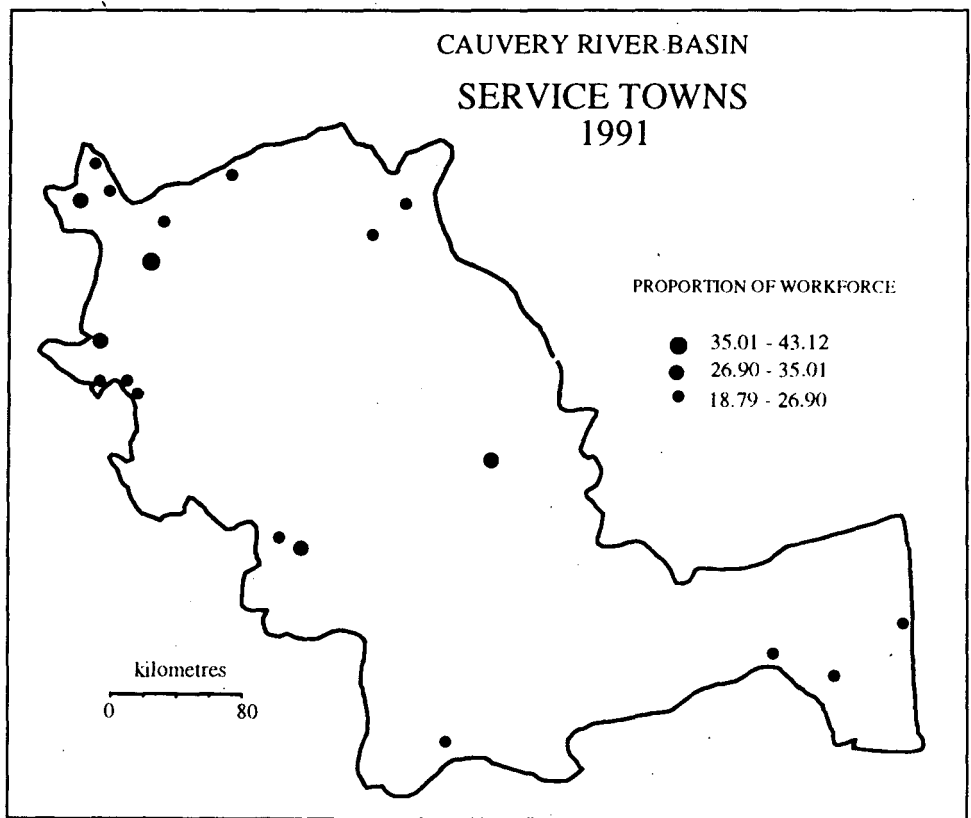 CAUVERY RIVER BASIN
SERVICE TOWNS
1991
PROPORTION OF WORKFORCE
35.01 - 43.12
26.90 - 35.01
18.79 - 26.90
kilometres
0 80